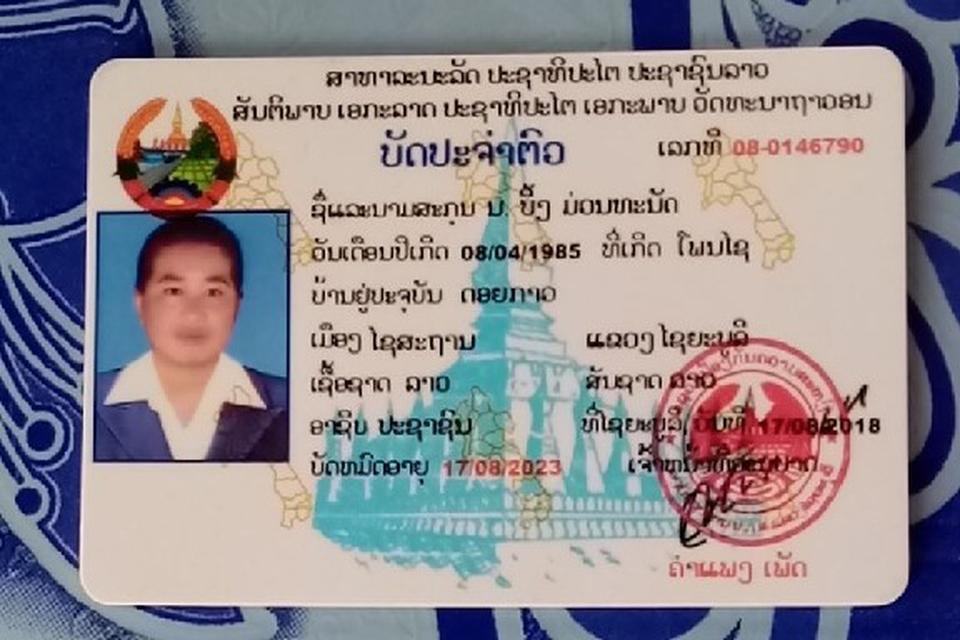 ສາທາລະນະລັດ ປະຊາທິປະໄຕ ປະຊາຊົນລາວ
ສັນຕິພາບ ເອກະລາດ ປະຊາທິປະໄຕ ເອກະພາບ ວັດທະນາຖາວອນ
ບັດປະຈຳຕົວ
ເລກທີ 08-0146790
ຊື່ແລະນາມສະກຸນ ນ. ບິ້ງ ມ່ອນທະນັດ
ວັນເດືອນປີເກີດ 08/04/1985 ທີ່ເກີດ ໂພນໄຊ
ບ້ານຢູ່ປະຈຸບັນ ດອຍກາວ
ເມືອງ ໄຊສະຖານ ແຂວງ ໄຊຍະບູລີ
ເຊື້ອຊາດ ລາວ ສັນຊາດ ລາວ
ອາຊີບ ປະຊາຊົນ ທີ່ໄຊຍະບູລີ ວັນທີ 17/08/2018
ບັດຫມົດອາຍຸ 17/08/2023 ເຈົ້າຫນ້າທີ່ອະນຸຍາດ
ຄຳແພງ ເພັດ